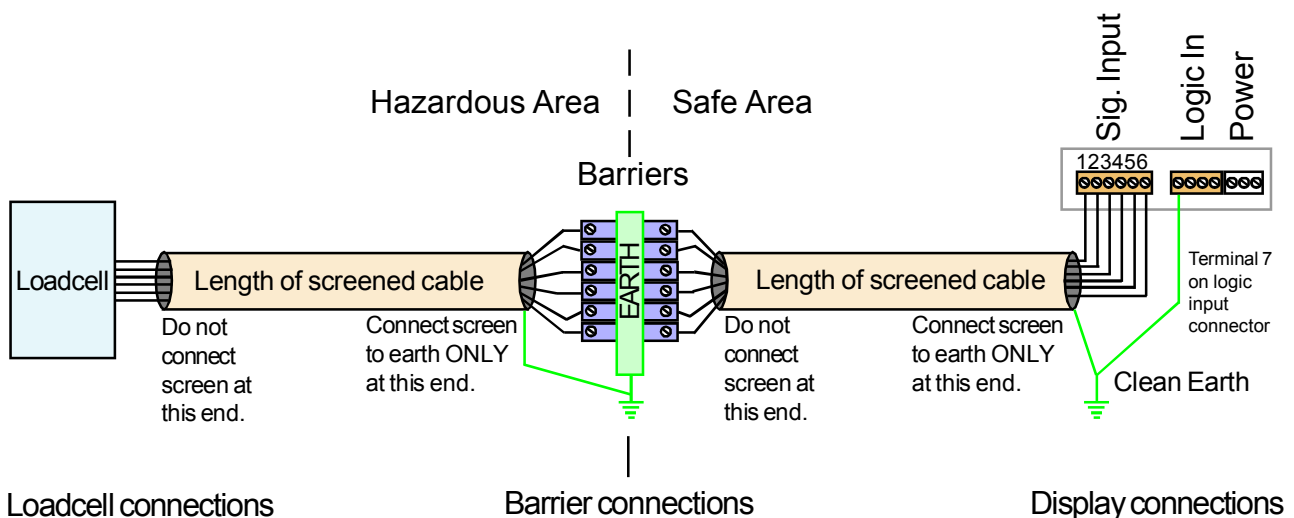 Hazardous Area
Safe Area
Sig. Input
Logic In
Power
Barriers
123456
Loadcell
Length of screened cable
EARTH
Length of screened cable
Terminal 7
on logic
input
connector
Do not
connect
screen at
this end.
Connect screen
to earth ONLY
at this end.
Do not
connect
screen at
this end.
Connect screen
to earth ONLY
at this end.
Clean Earth
Loadcell connections
Barrier connections
Display connections